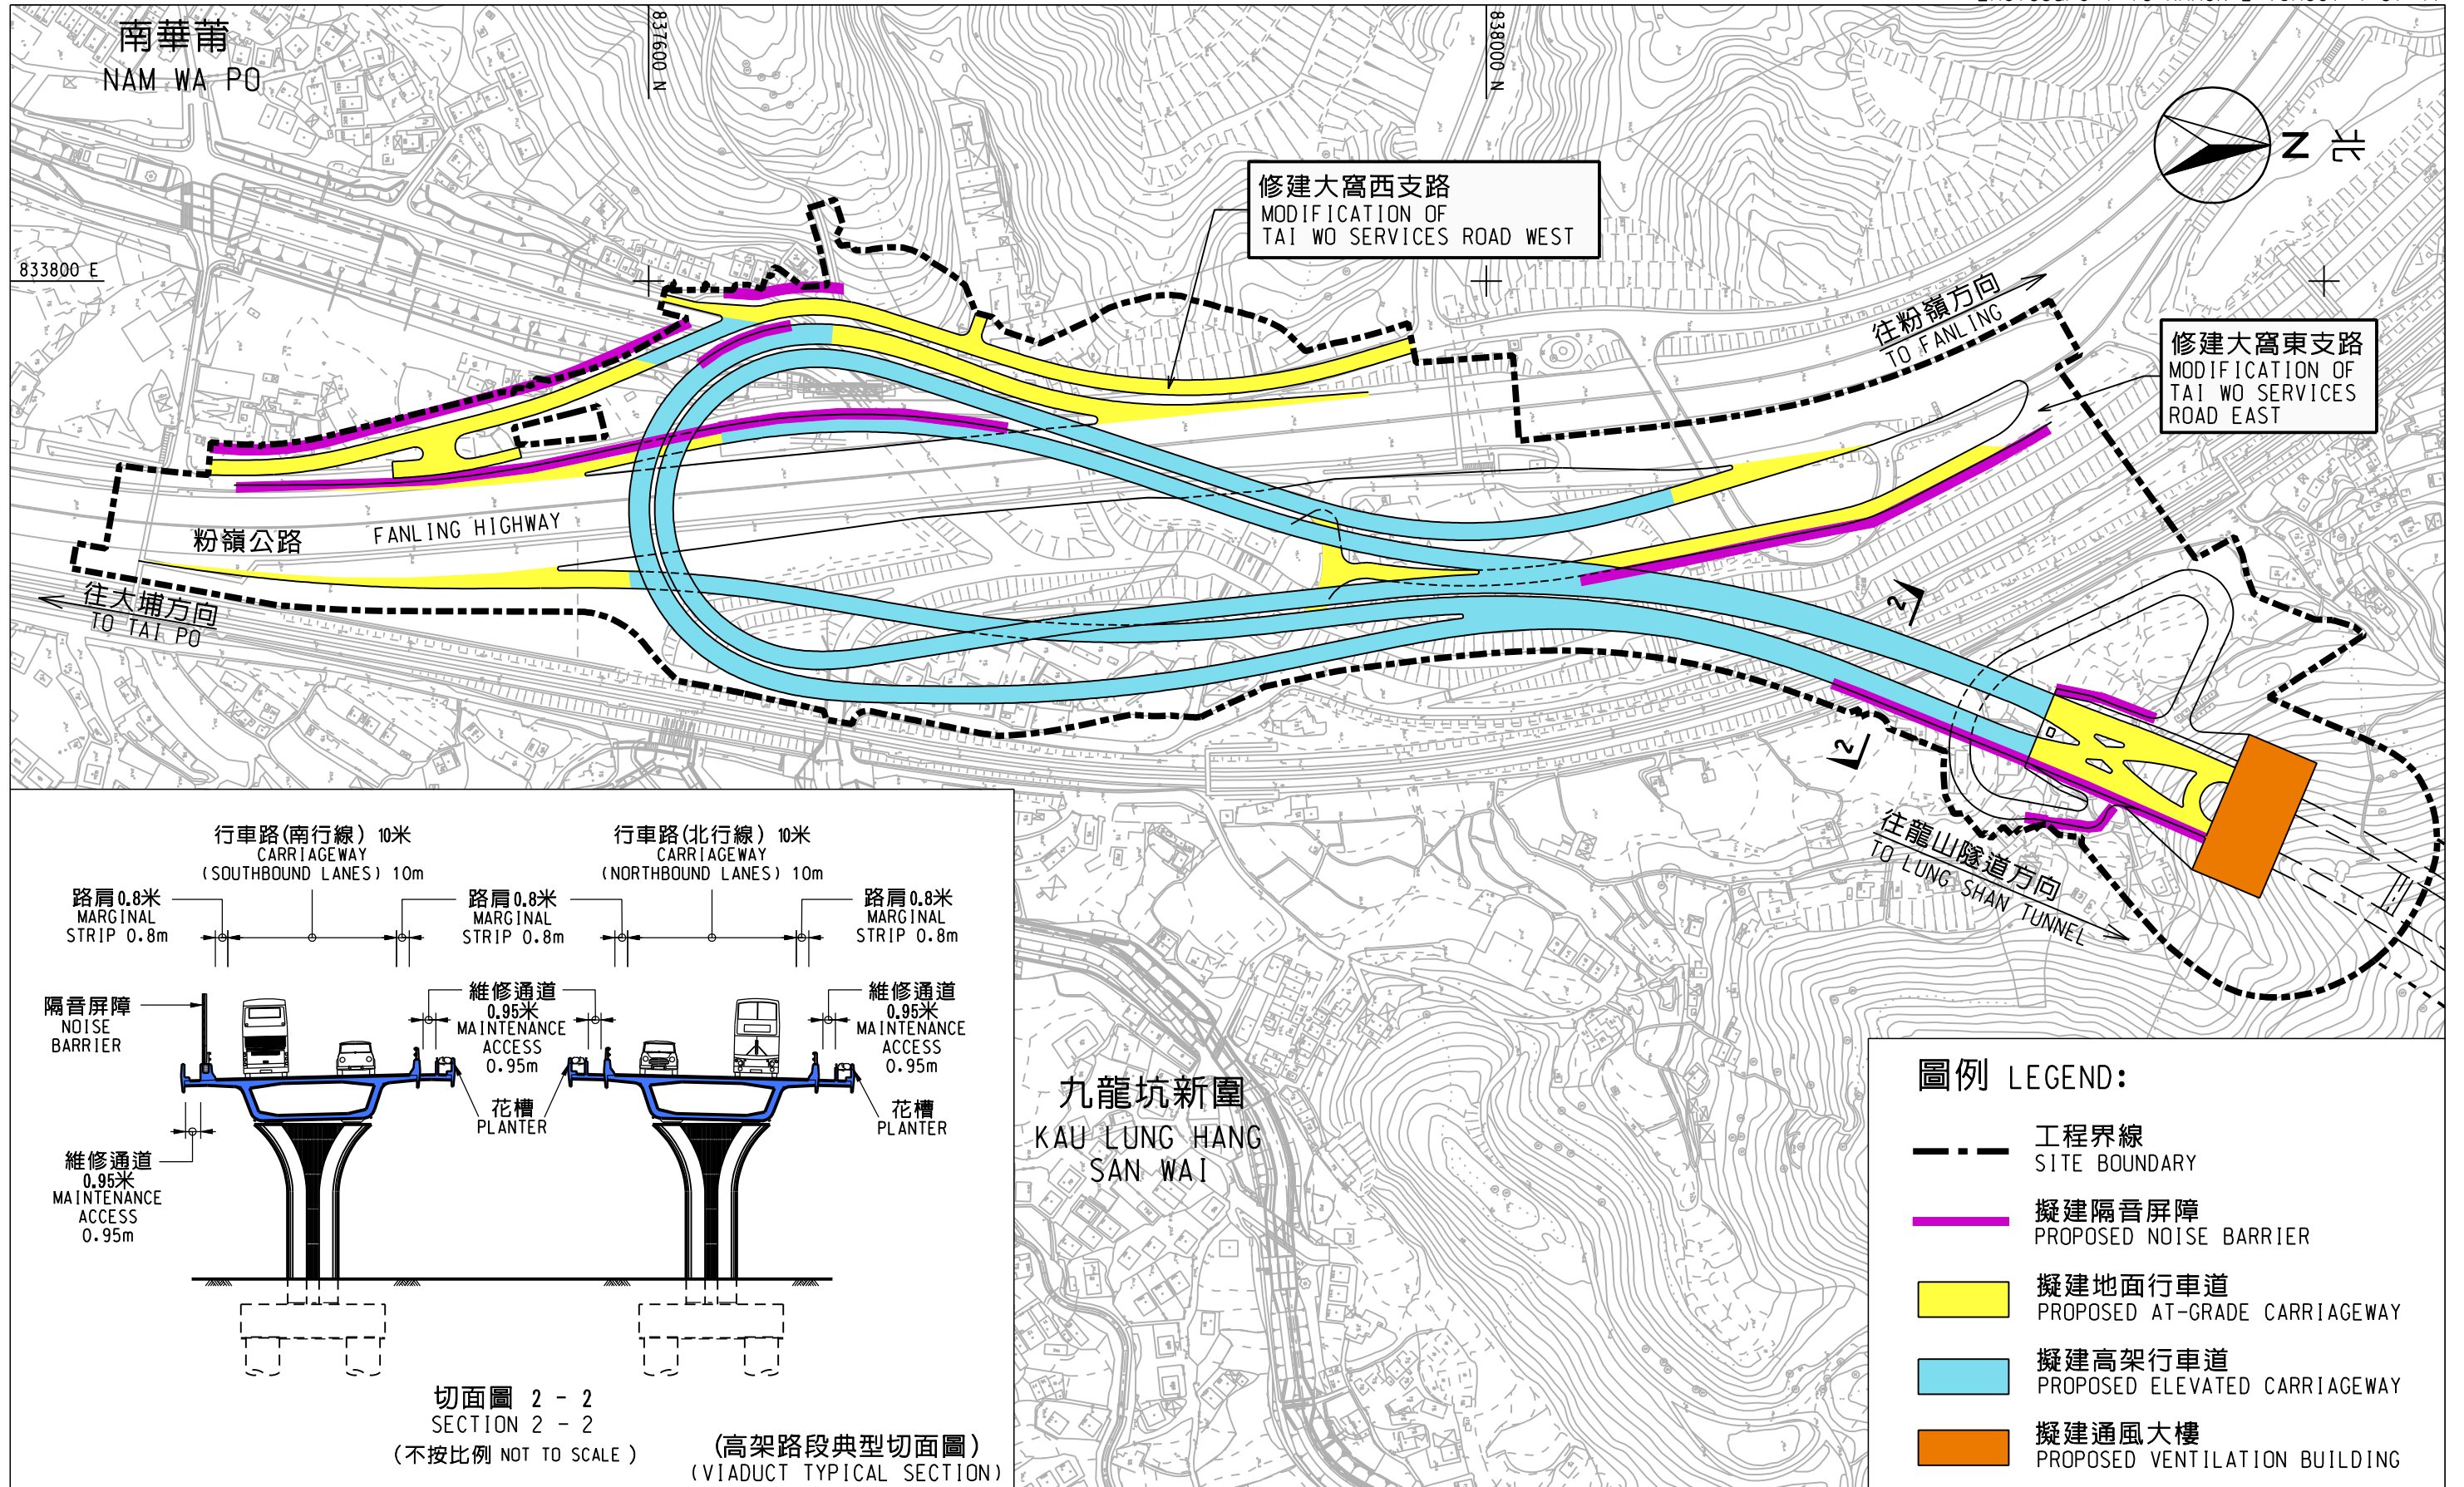 南華莆
NAM WA PO
837600 N
838000 N
833800 E
N 北
修建大窩西支路
MODIFICATION OF
TAI WO SERVICES ROAD WEST
往粉嶺方向
TO FANLING
修建大窩東支路
MODIFICATION OF
TAI WO SERVICES
ROAD EAST
粉嶺公路 FANLING HIGHWAY
往大埔方向
TO TAI PO
2
2
往龍山隧道方向
TO LUNG SHAN TUNNEL
九龍坑新圍
KAU LUNG HANG
SAN WAI
行車路(南行線) 10米
CARRIAGEWAY
(SOUTHBOUND LANES) 10m
行車路(北行線) 10米
CARRIAGEWAY
(NORTHBOUND LANES) 10m
路肩0.8米
MARGINAL
STRIP 0.8m
路肩0.8米
MARGINAL
STRIP 0.8m
路肩0.8米
MARGINAL
STRIP 0.8m
隔音屏障
NOISE
BARRIER
維修通道
0.95米
MAINTENANCE
ACCESS
0.95m
維修通道
0.95米
MAINTENANCE
ACCESS
0.95m
花槽
PLANTER
花槽
PLANTER
維修通道
0.95米
MAINTENANCE
ACCESS
0.95m
切面圖 2 - 2
SECTION 2 - 2
(不按比例 NOT TO SCALE)
(高架路段典型切面圖)
(VIADUCT TYPICAL SECTION)
圖例 LEGEND:
工程界線
SITE BOUNDARY
擬建隔音屏障
PROPOSED NOISE BARRIER
擬建地面行車道
PROPOSED AT-GRADE CARRIAGEWAY
擬建高架行車道
PROPOSED ELEVATED CARRIAGEWAY
擬建通風大樓
PROPOSED VENTILATION BUILDING